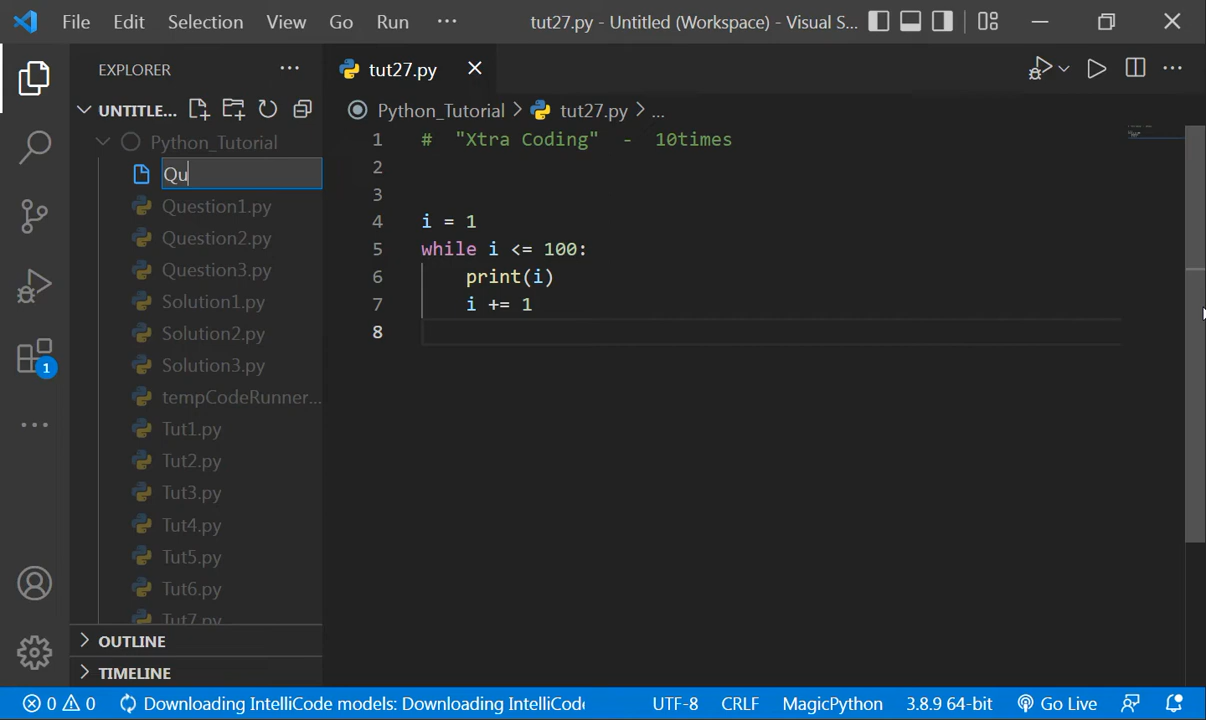 File Edit Selection View Go Run ··· tut27.py - Untitled (Workspace) - Visual S...
EXPLORER ···
tut27.py
UNTITLE...
Python_Tutorial > tut27.py > ...
Python_Tutorial
Qu
Question1.py
Question2.py
Question3.py
Solution1.py
Solution2.py
Solution3.py
tempCodeRunner...
Tut1.py
Tut2.py
Tut3.py
Tut4.py
Tut5.py
Tut6.py
Tut7.py
1 # "Xtra Coding" - 10times
2
3
4 i = 1
5 while i <= 100:
6 print(i)
7 i += 1
8
1
OUTLINE
TIMELINE
0 0 Downloading IntelliCode models: Downloading IntelliCode UTF-8 CRLF MagicPython 3.8.9 64-bit Go Live